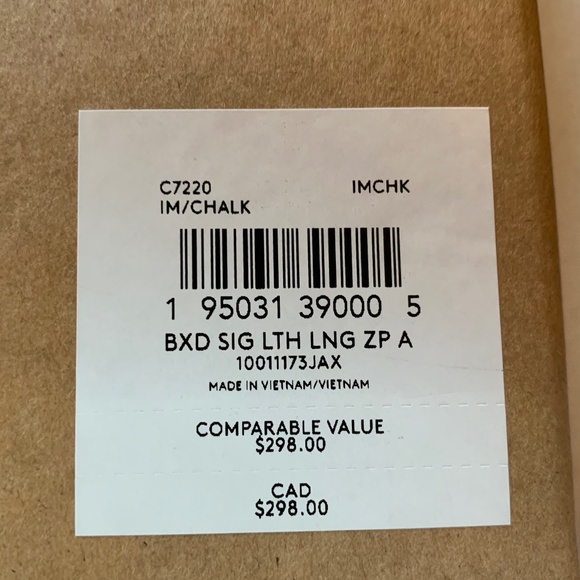 C7220 IMCHK
IM/CHALK
1 95031 39000 5
BXD SIG LTH LNG ZP A
10011173JAX
MADE IN VIETNAM/VIETNAM
COMPARABLE VALUE
$298.00
CAD
$298.00